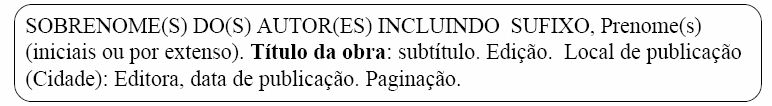 SOBRENOME(S) DO(S) AUTOR(ES) INCLUINDO SUFIXO, Prenome(s)
(iniciais ou por extenso). Título da obra: subtítulo. Edição. Local de publicação
(Cidade): Editora, data de publicação. Paginação.